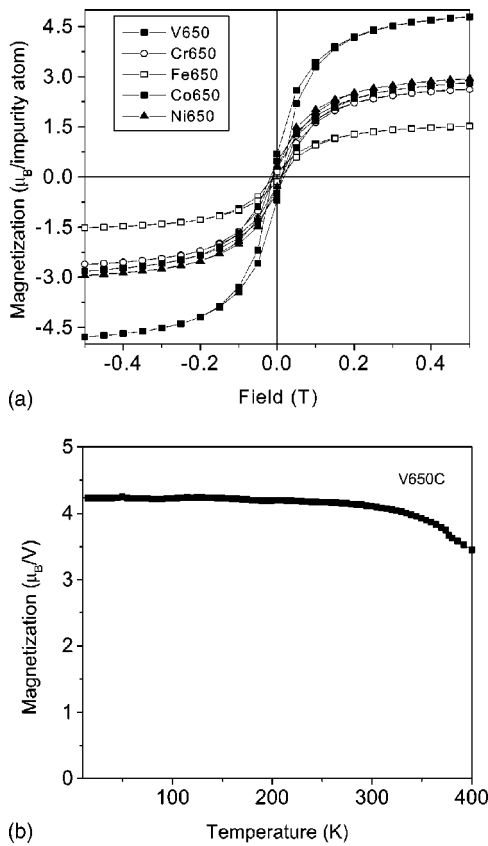 4.5
3.0
1.5
0.0
-1.5
-3.0
-4.5
Magnetization (μB/impurity atom)
V650
Cr650
Fe650
Co650
Ni650
-0.4 -0.2 0.0 0.2 0.4
Field (T)
(a)
5
4
3
2
1
0
Magnetization (μB/V)
V650C
100 200 300 400
Temperature (K)
(b)